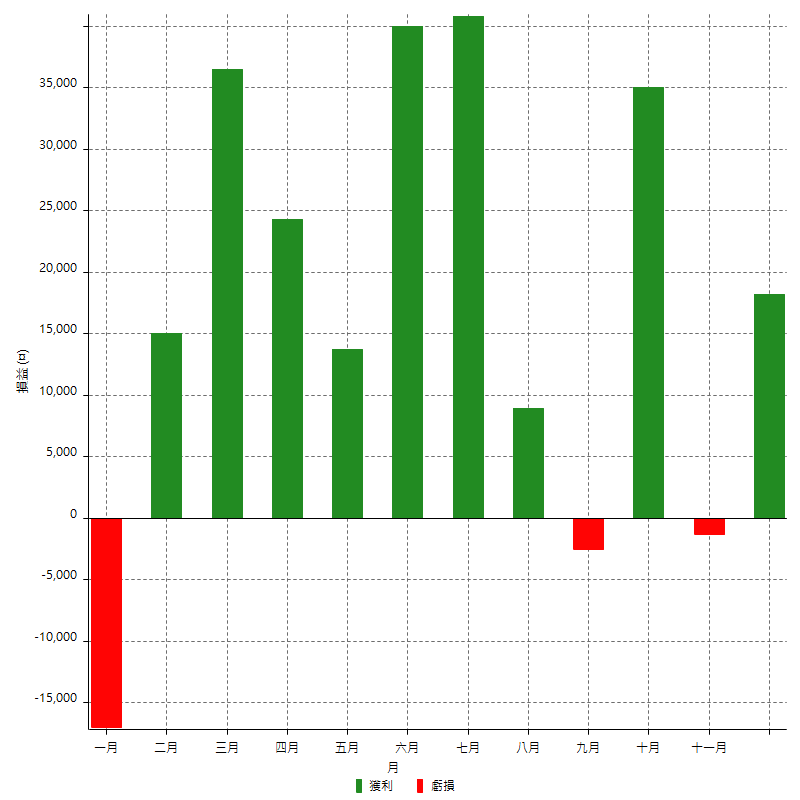 35,000
30,000
25,000
20,000
15,000
10,000
5,000
0
-5,000
-10,000
-15,000
損益 (¤)
一月 二月 三月 四月 五月 六月 七月 八月 九月 十月 十一月
月
獲利 虧損